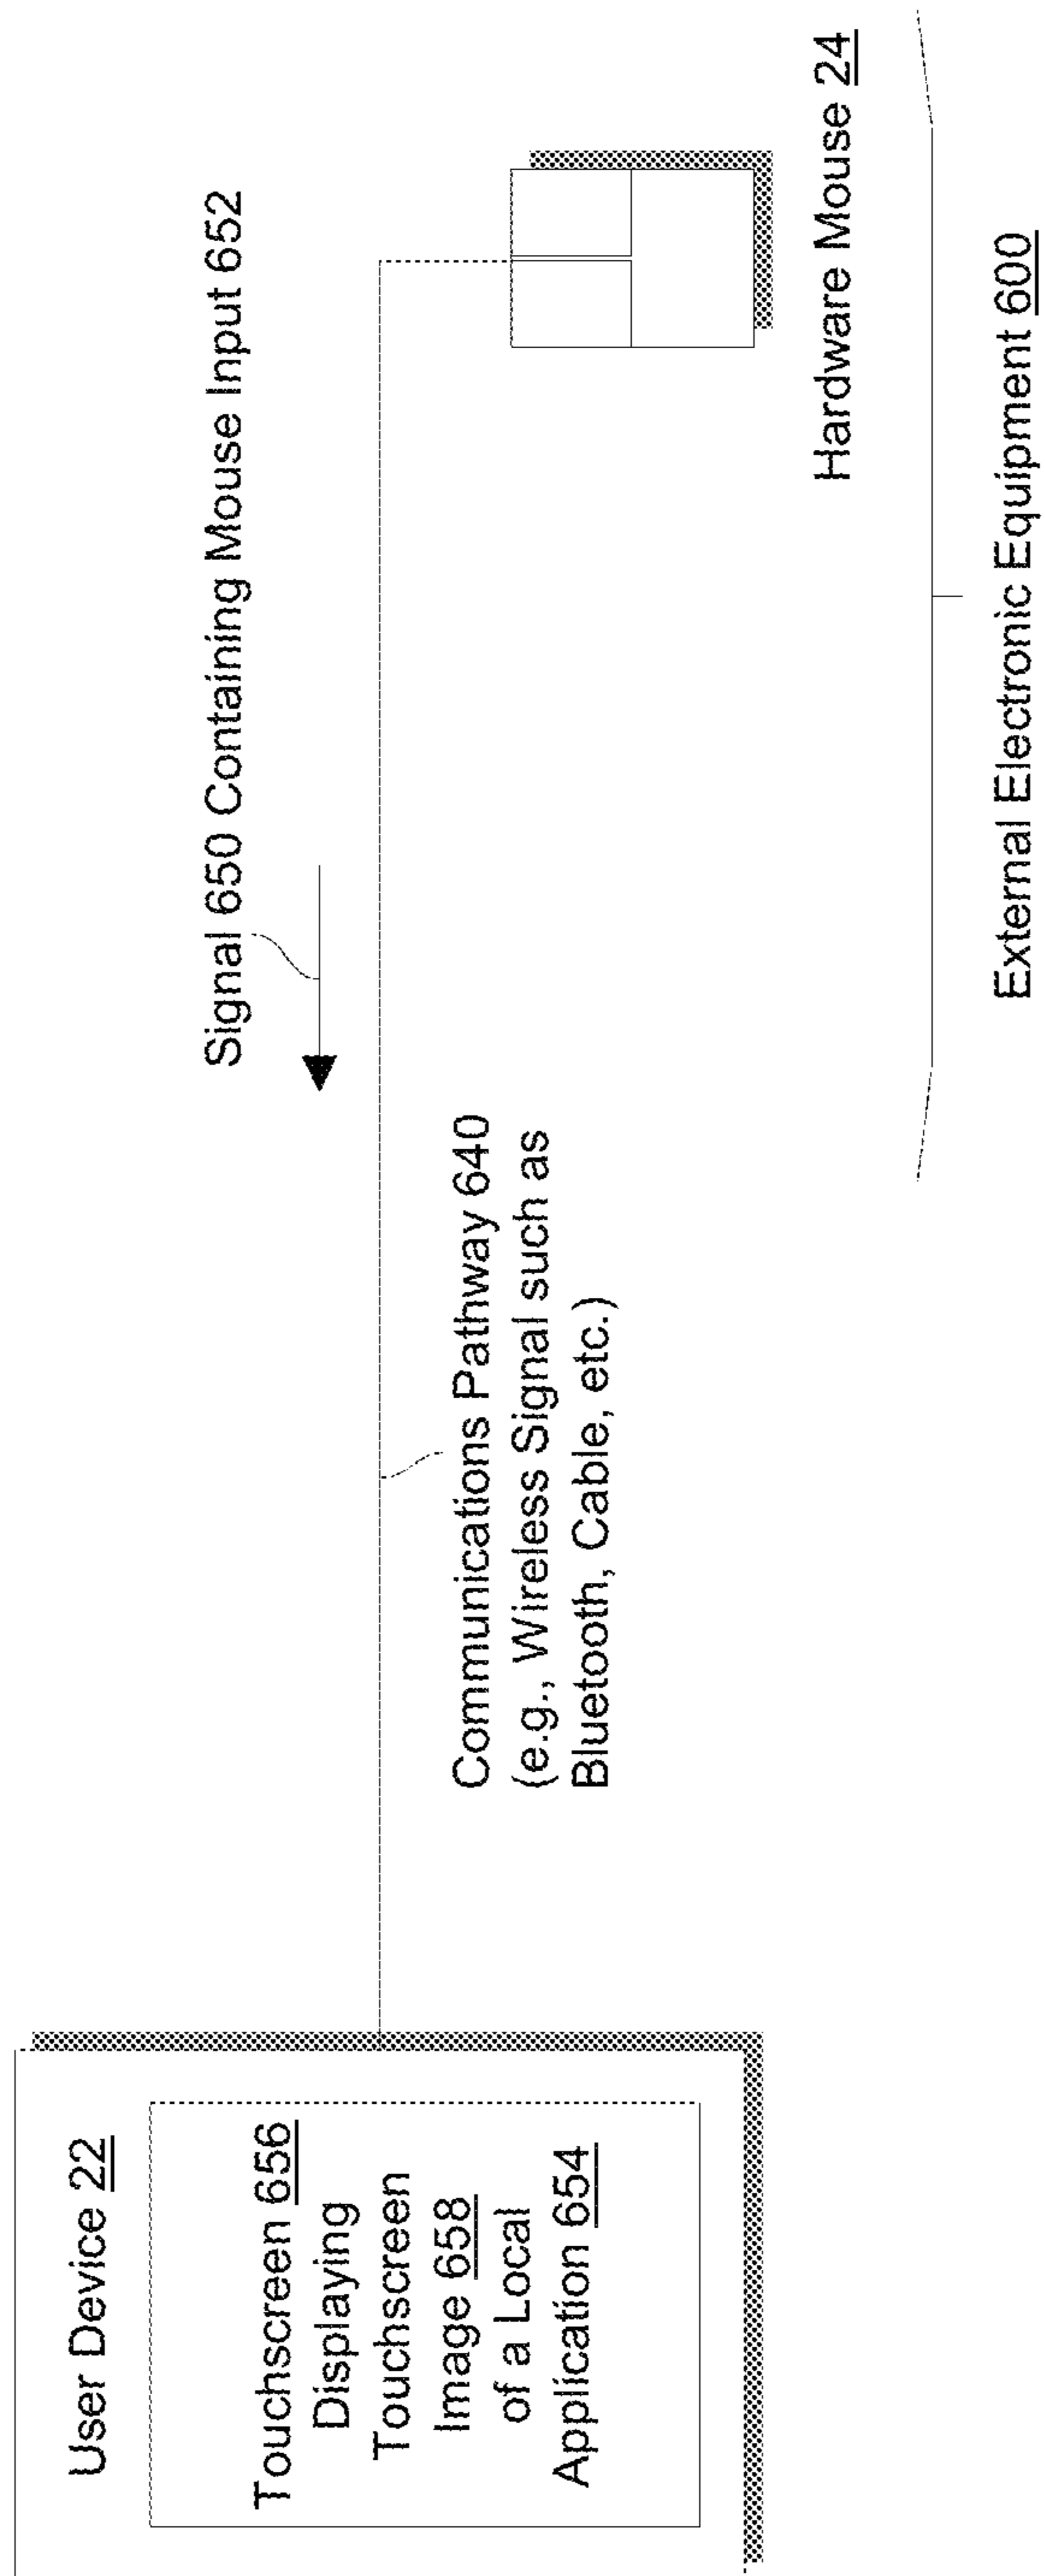 User Device 22
Touchscreen 656
Displaying
Touchscreen
Image 658
of a Local
Application 654
Signal 650 Containing Mouse Input 652
Communications Pathway 640
(e.g., Wireless Signal such as
Bluetooth, Cable, etc.)
Hardware Mouse 24
External Electronic Equipment 600